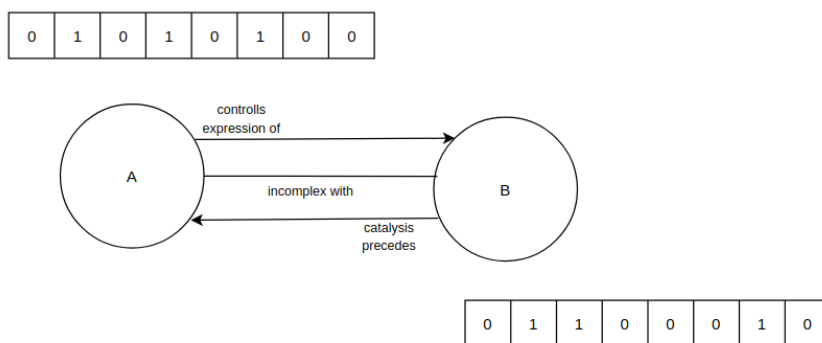 0 1 0 1 0 1 0 0
controlls
expression of
A
B
incomplex with
catalysis
precedes
0 1 1 0 0 0 1 0